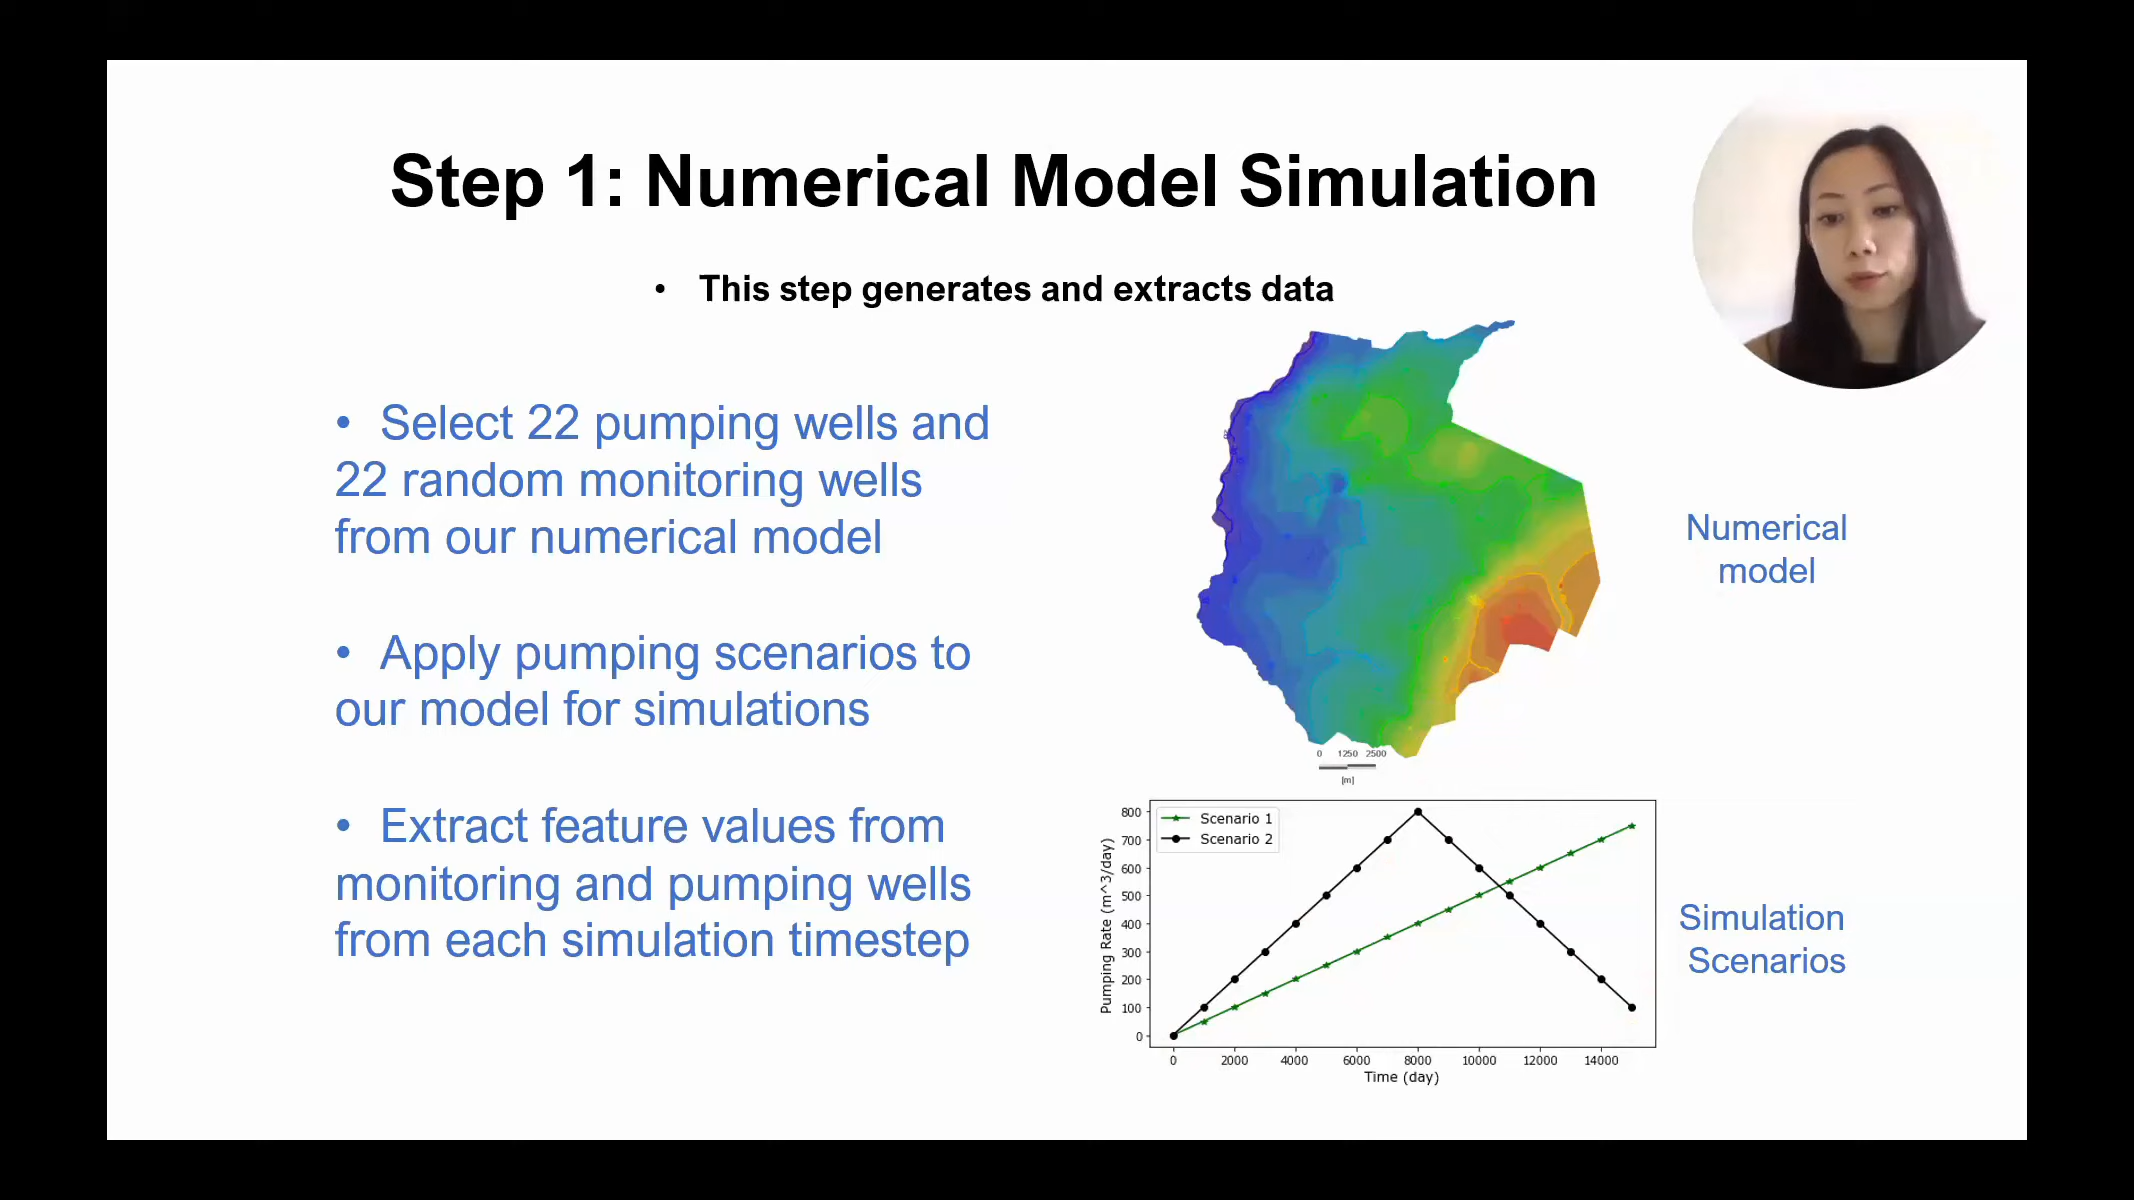 Step 1: Numerical Model Simulation
• This step generates and extracts data
• Select 22 pumping wells and
22 random monitoring wells
from our numerical model
• Apply pumping scenarios to
our model for simulations
• Extract feature values from
monitoring and pumping wells
from each simulation timestep
0 1250 2500
[m]
Numerical
model
800
700
600
500
400
300
200
100
0
Pumping Rate (m^3/day)
Scenario 1
Scenario 2
0 2000 4000 6000 8000 10000 12000 14000
Time (day)
Simulation
Scenarios